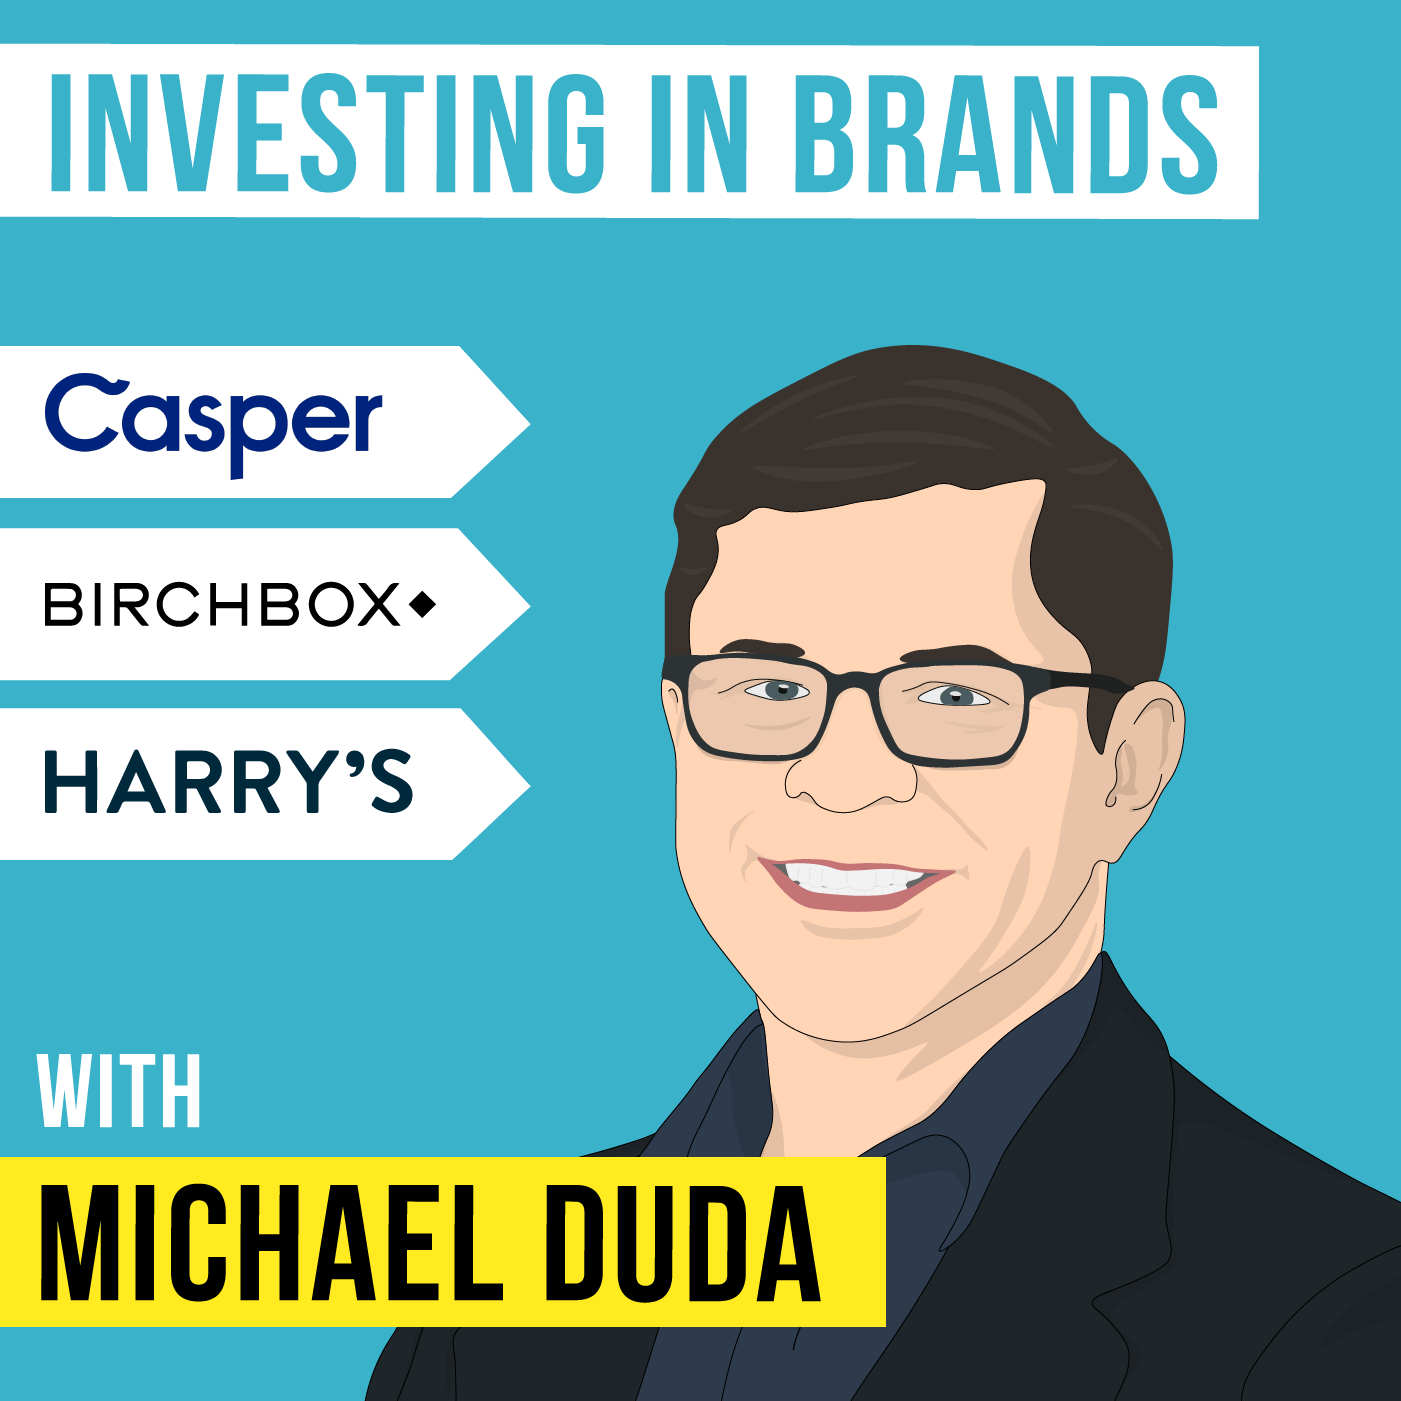 INVESTING IN BRANDS
Casper
BIRCHBOX
HARRY'S
WITH
MICHAEL DUDA